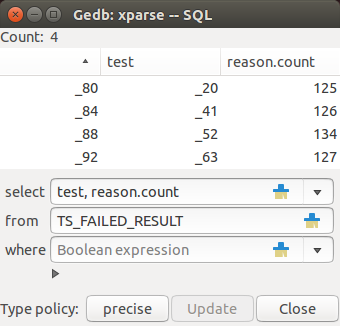 Gedb: xparse -- SQL
Count: 4
test reason.count
_80 _20 125
_84 _41 126
_88 _52 134
_92 _63 127
select test, reason.count
from TS_FAILED_RESULT
where Boolean expression
Type policy: precise Update Close